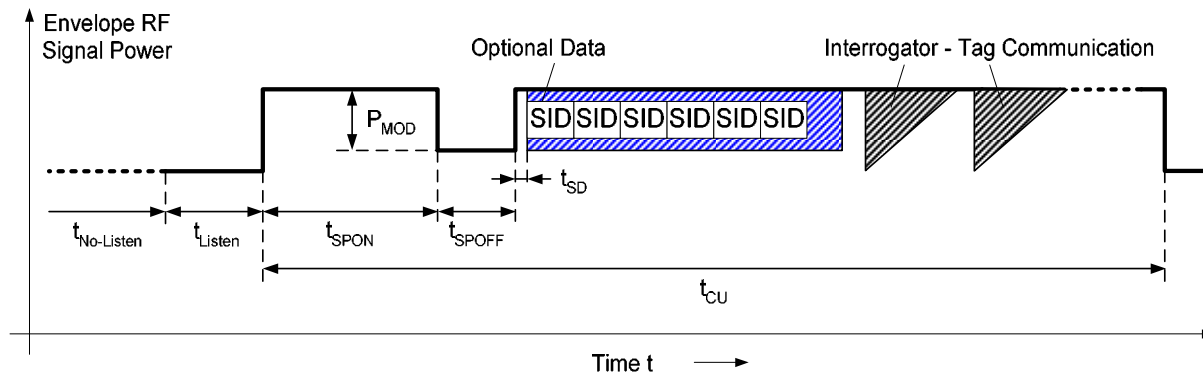 Envelope RF
Signal Power
Optional Data
Interrogator - Tag Communication
PMOD
SID SID SID SID SID SID
tSD
tNo-Listen
tListen
tSPON
tSPOFF
tCU
Time t